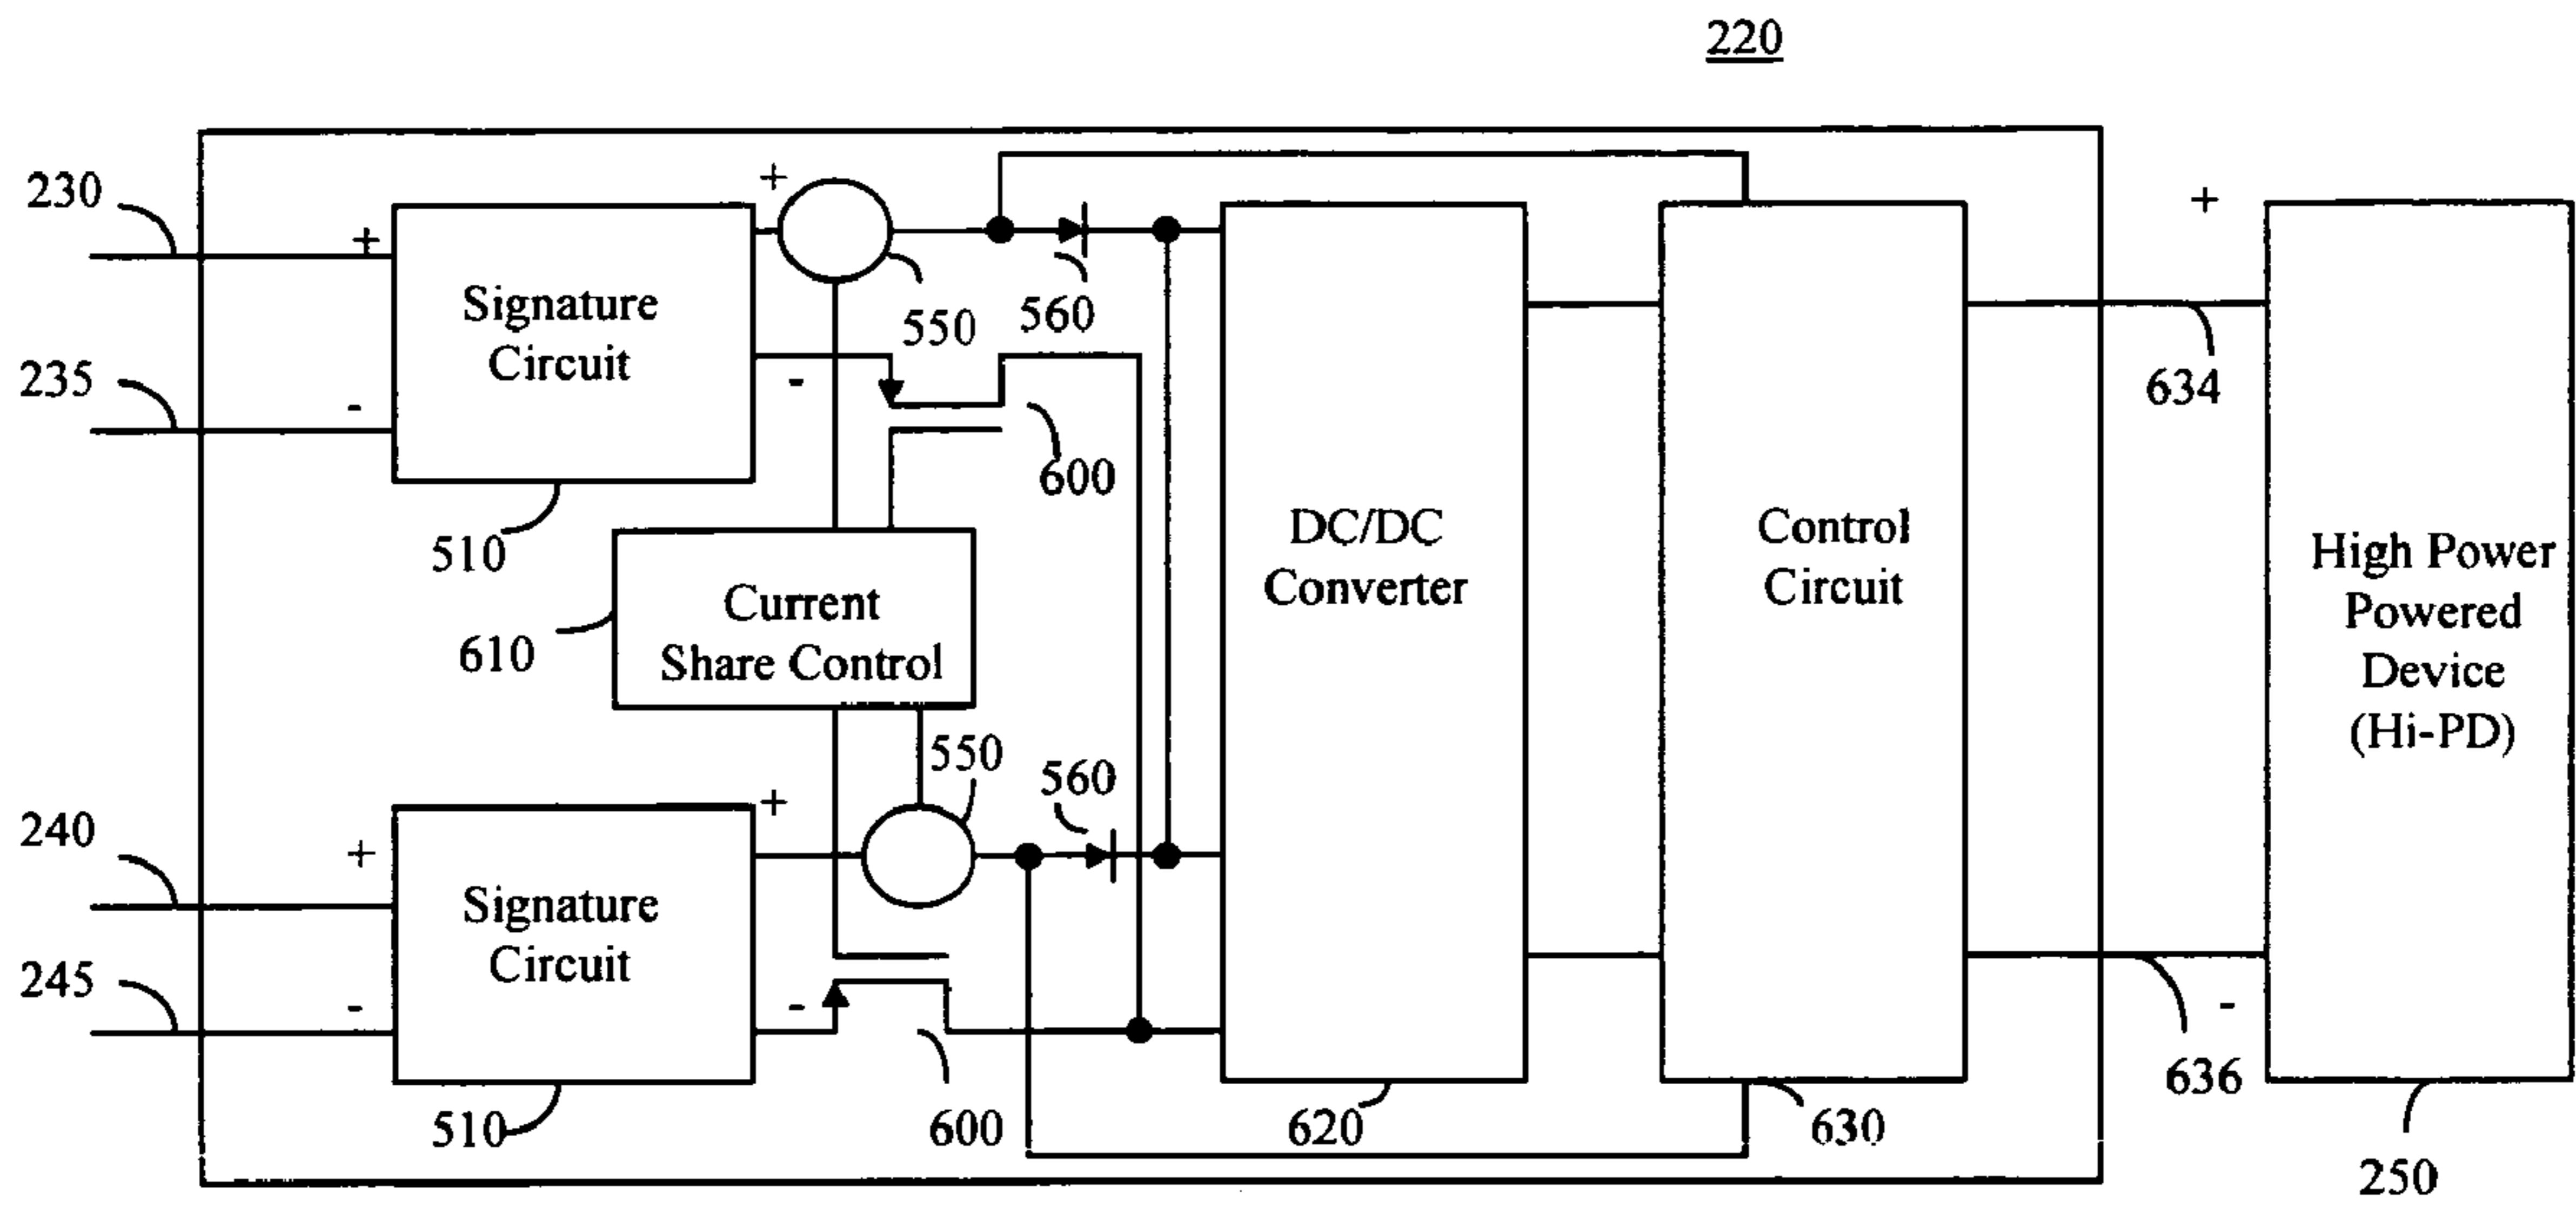 220
230
+
Signature
Circuit
235
-
510
+
-
550
560
600
Current
Share Control
610
DC/DC
Converter
620
Control
Circuit
630
+
634
-
636
High Power
Powered
Device
(Hi-PD)
250
240
+
Signature
Circuit
245
-
510
+
-
550
560
600